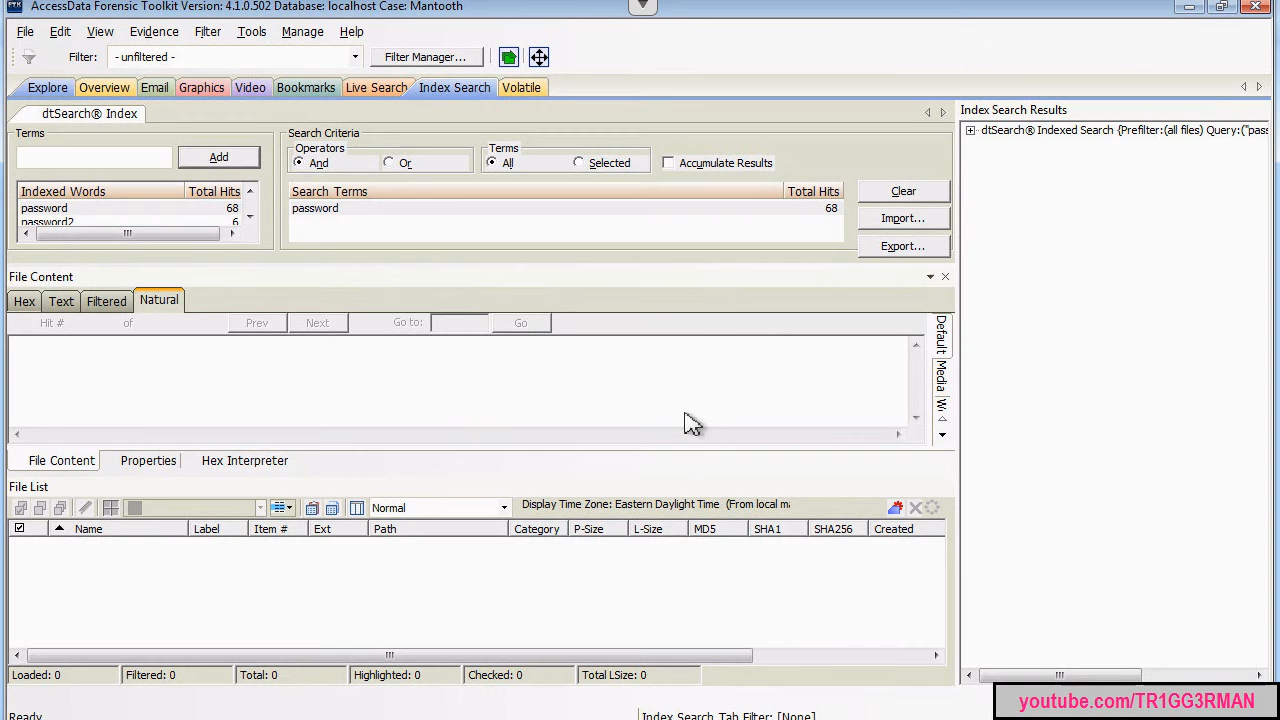 AccessData Forensic Toolkit Version: 4.1.0.502 Database: localhost Case: Mantooth
File Edit View Evidence Filter Tools Manage Help
Filter: - unfiltered - Filter Manager...
Explore Overview Email Graphics Video Bookmarks Live Search Index Search Volatile
dtSearch® Index
Terms
Add
Indexed Words Total Hits
password 68
password2 6
Search Criteria
Operators
And Or
Terms
All Selected
Accumulate Results
Search Terms Total Hits
password 68
Clear
Import...
Export...
Index Search Results
dtSearch® Indexed Search {Prefilter:(all files) Query:("pass
File Content
Hex Text Filtered Natural
Hit # of Prev Next Go to: Go
Default
Media
File Content Properties Hex Interpreter
File List
Normal Display Time Zone: Eastern Daylight Time (From local ma
Name Label Item # Ext Path Category P-Size L-Size MD5 SHA1 SHA256 Created
Loaded: 0 Filtered: 0 Total: 0 Highlighted: 0 Checked: 0 Total LSize: 0
youtube.com/TR1GG3RMAN
Ready Index Search Tab Filter: [None]